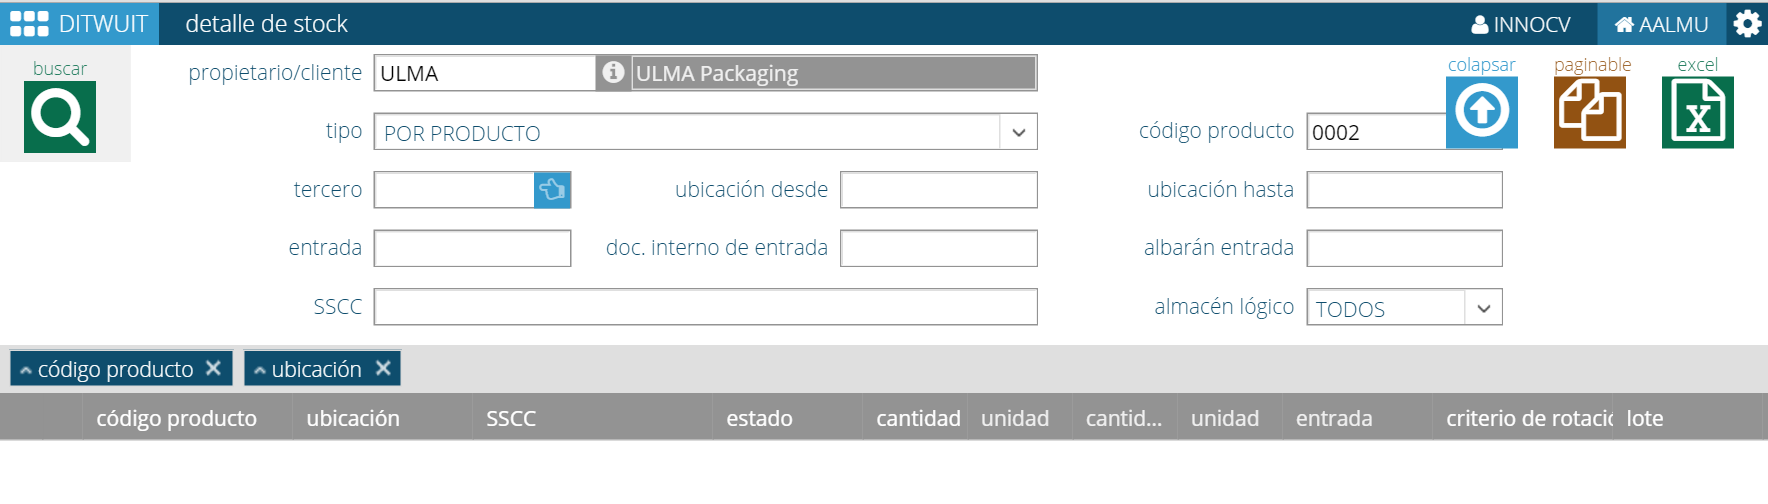 DITWUIT detalle de stock INNOCV AALMU
buscar
propietario/cliente ULMA ULMA Packaging
colapsar paginable excel
tipo POR PRODUCTO código producto 0002
tercero ubicación desde ubicación hasta
entrada doc. interno de entrada albarán entrada
SSCC almacén lógico TODOS
código producto ubicación
código producto ubicación SSCC estado cantidad unidad cantid... unidad entrada criterio de rotació lote